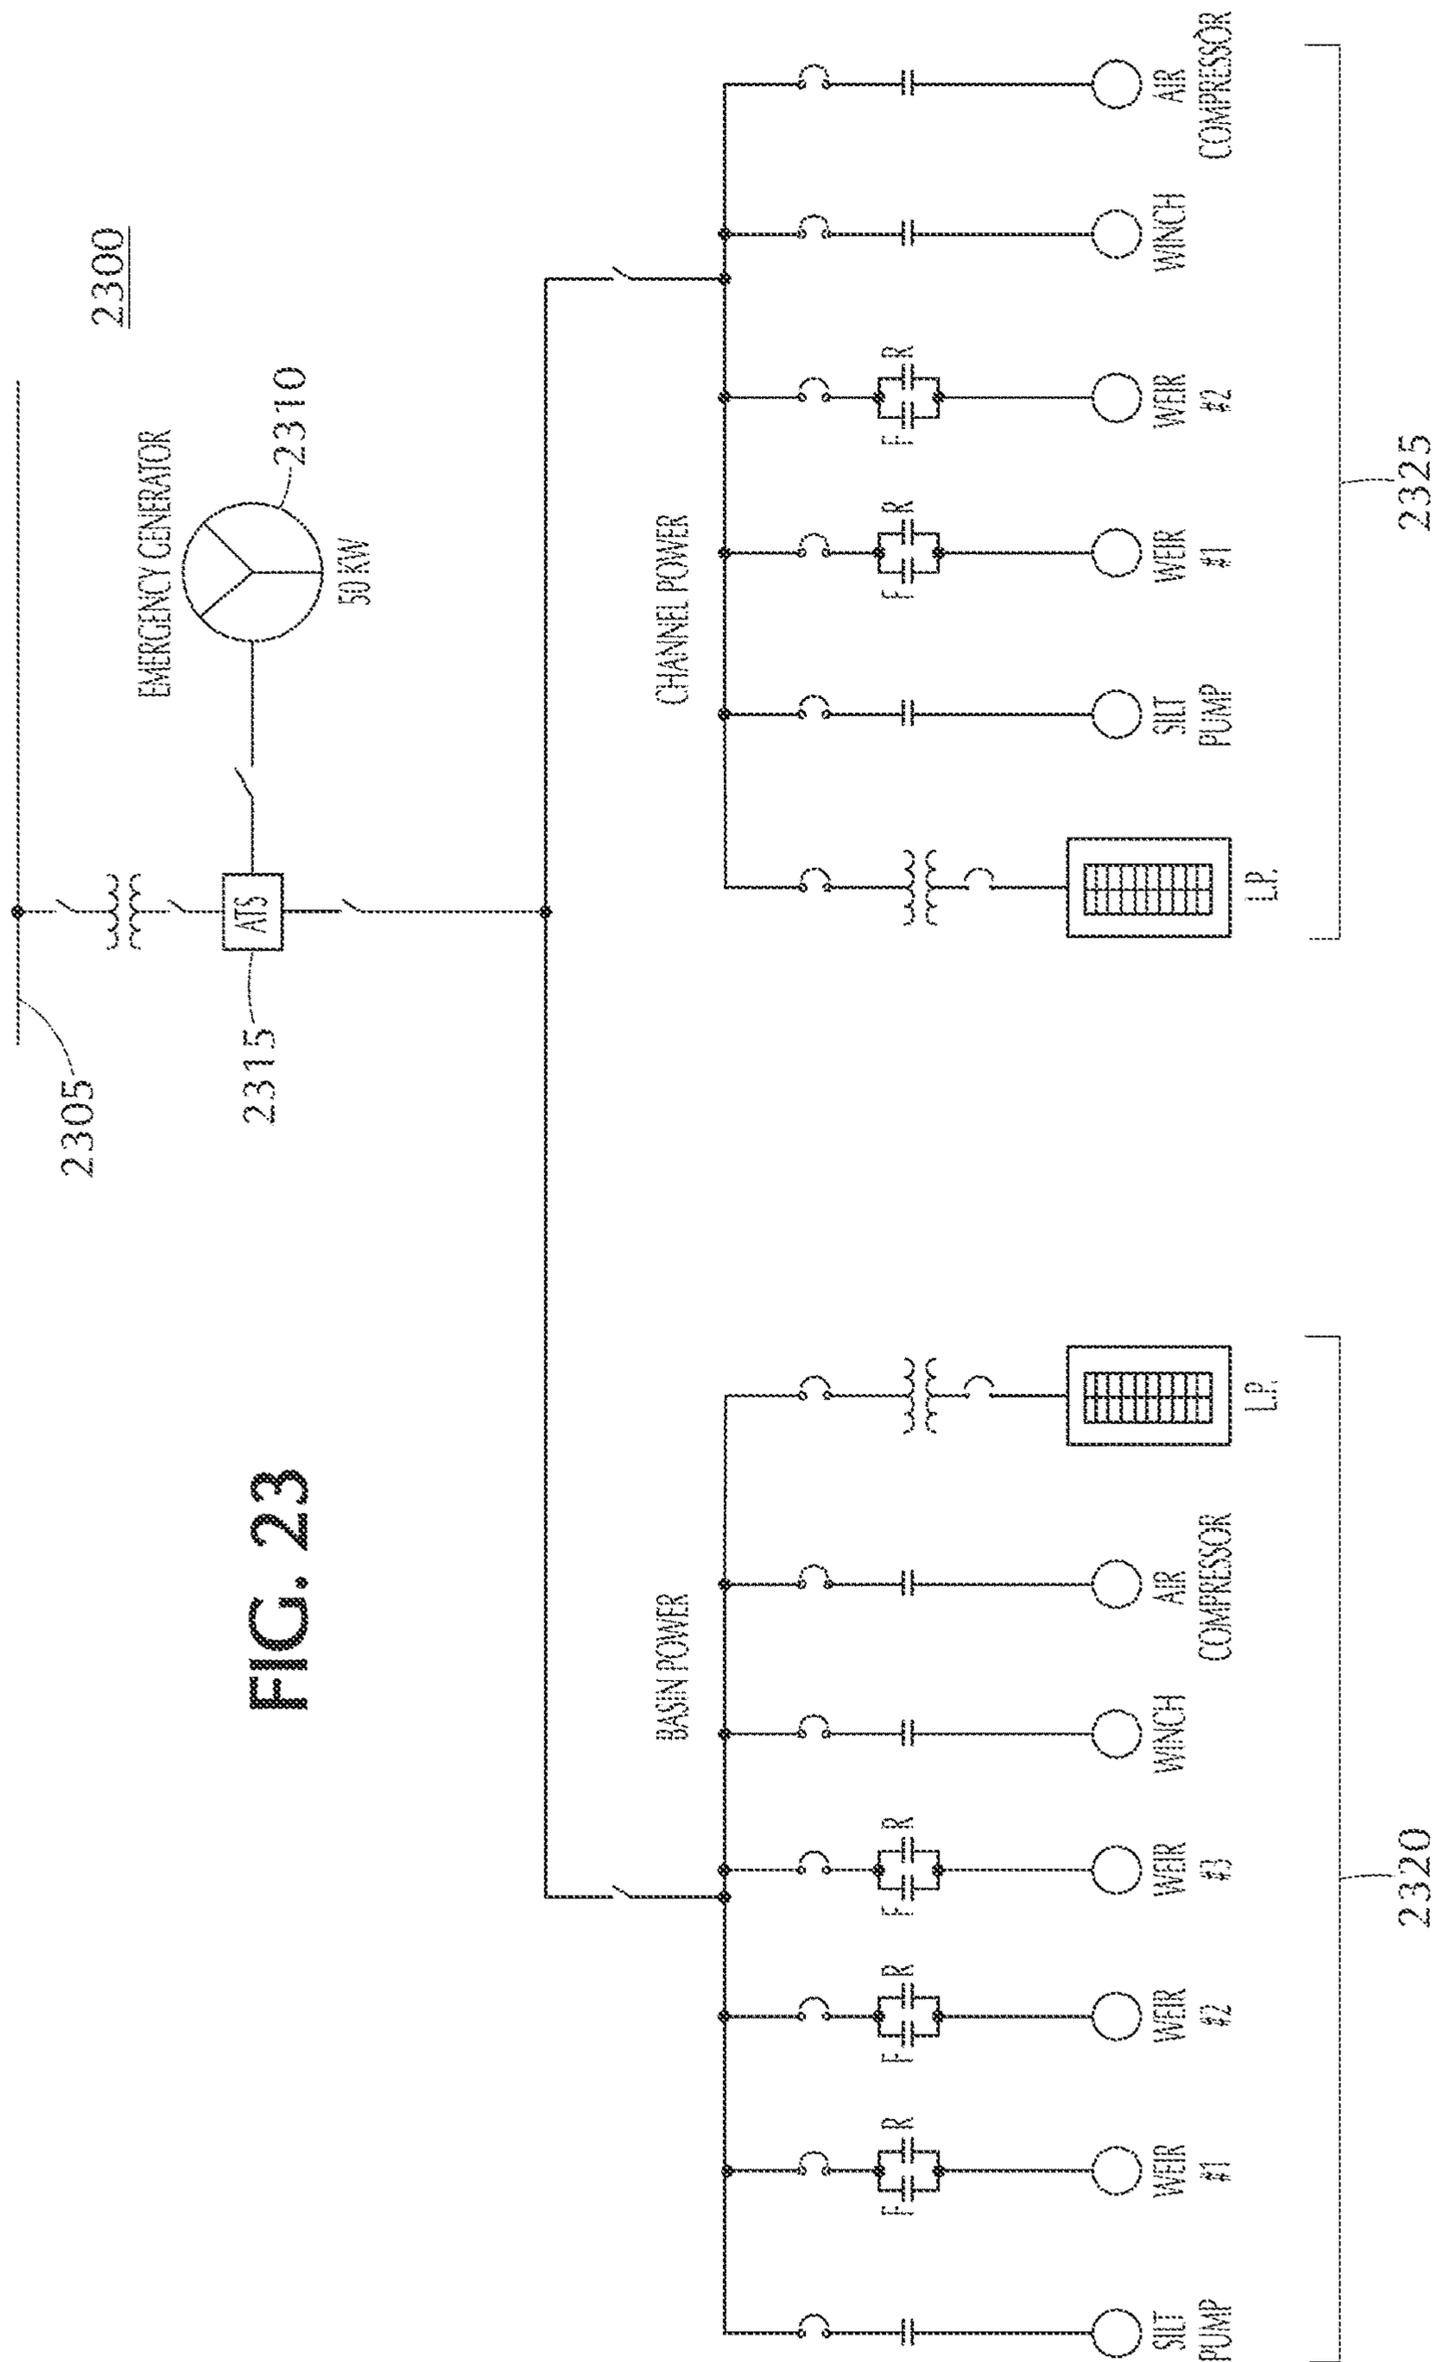 FIG. 23
2300
2305
EMERGENCY GENERATOR
2310
50 KW
ATS
2315
BASIN POWER
CHANNEL POWER
F
R
F
R
F
R
F
R
F
R
SILT
PUMP
WEIR
#1
WEIR
#2
WEIR
#3
WINCH
AIR
COMPRESSOR
L.P.
L.P.
SILT
PUMP
WEIR
#1
WEIR
#2
WINCH
AIR
COMPRESSOR
2320
2325